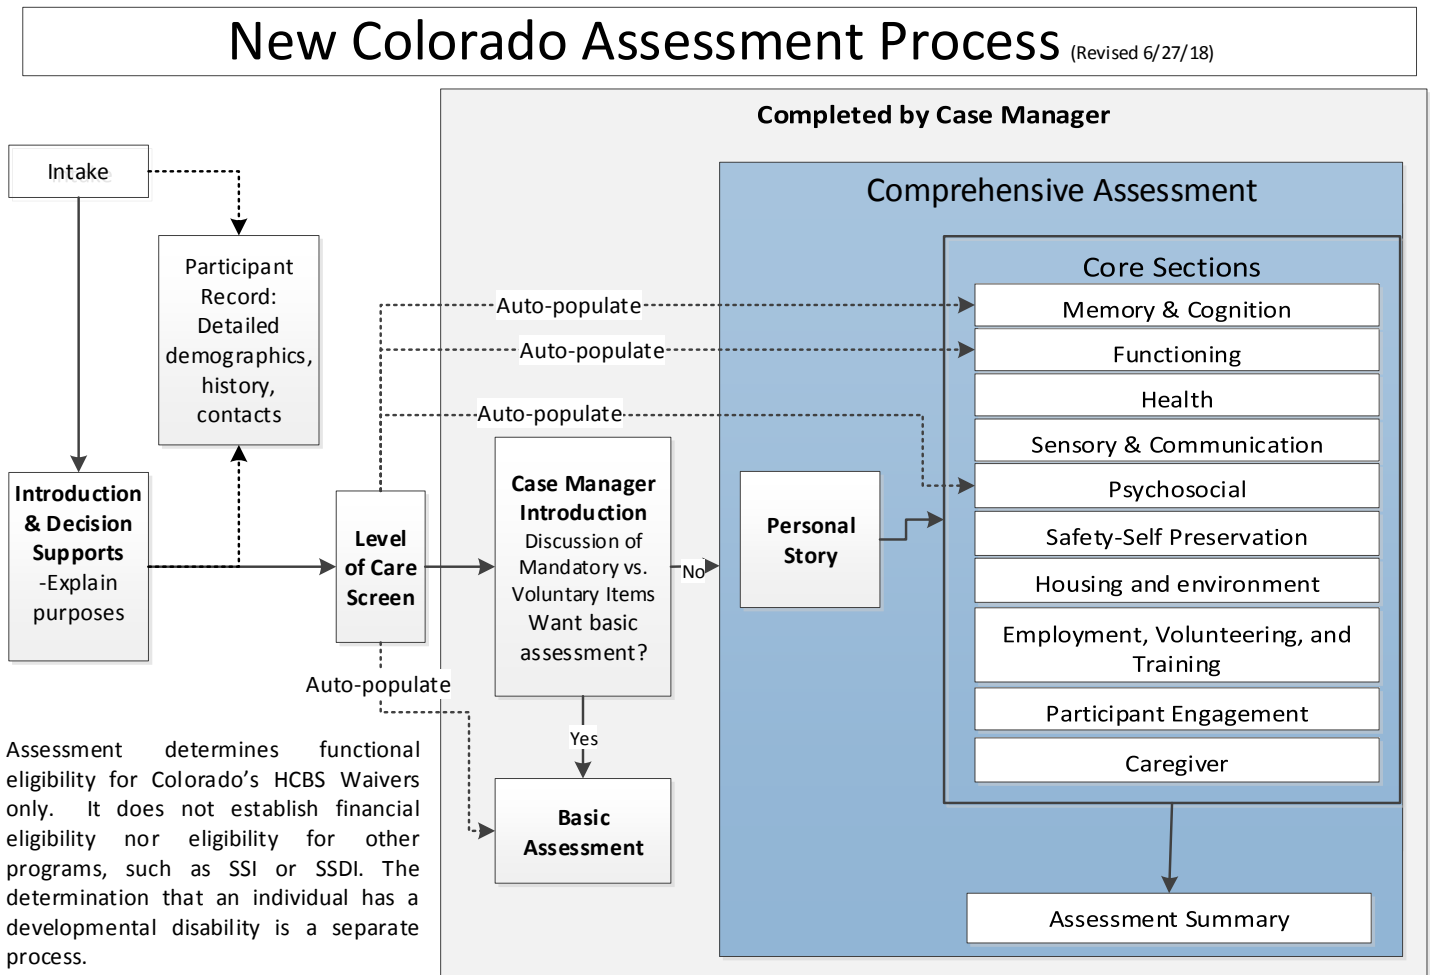 New Colorado Assessment Process (Revised 6/27/18)
Completed by Case Manager
Intake
Participant
Record:
Detailed
demographics,
history,
contacts
Introduction
& Decision
Supports
-Explain
purposes
Level
of Care
Screen
Auto-populate
Auto-populate
Auto-populate
Auto-populate
Case Manager
Introduction
Discussion of
Mandatory vs.
Voluntary Items
Want basic
assessment?
No
Yes
Basic
Assessment
Comprehensive Assessment
Personal
Story
Core Sections
Memory & Cognition
Functioning
Health
Sensory & Communication
Psychosocial
Safety-Self Preservation
Housing and environment
Employment, Volunteering, and
Training
Participant Engagement
Caregiver
Assessment Summary
Assessment determines functional
eligibility for Colorado's HCBS Waivers
only. It does not establish financial
eligibility nor eligibility for other
programs, such as SSI or SSDI. The
determination that an individual has a
developmental disability is a separate
process.